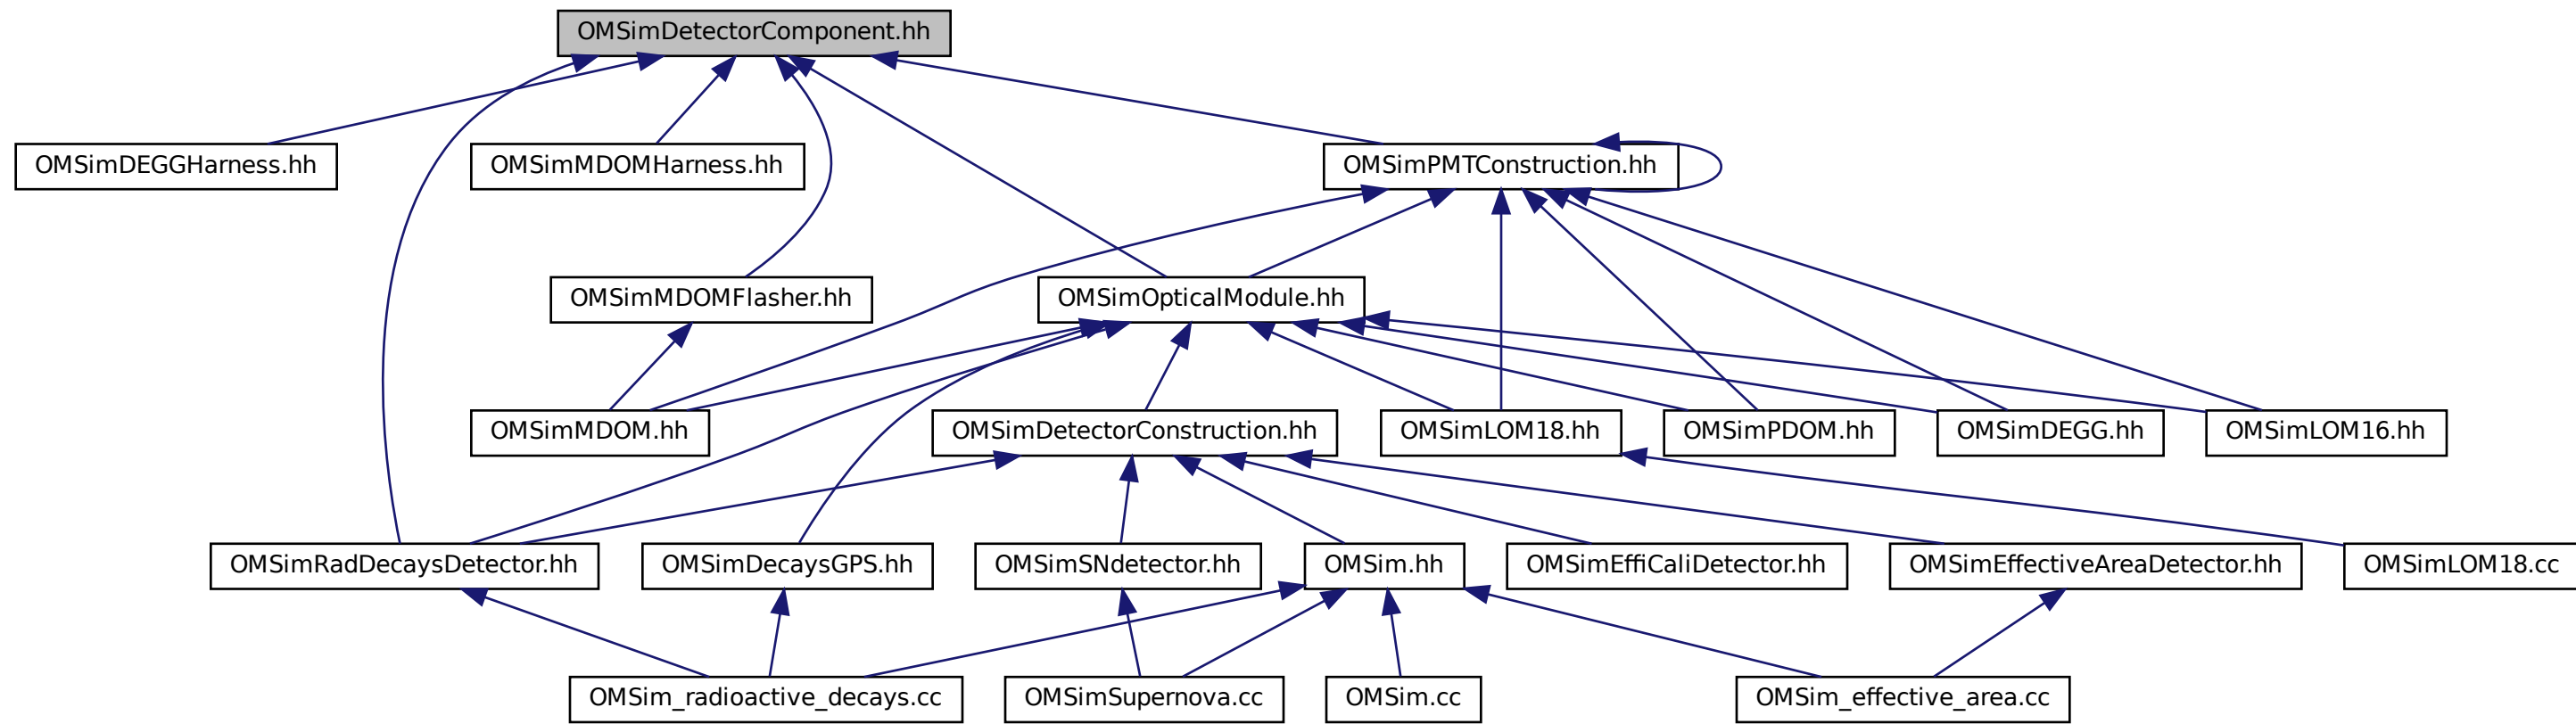 OMSimDetectorComponent.hh
OMSimDEGGHarness.hh
OMSimMDOMHarness.hh
OMSimPMTConstruction.hh
OMSimMDOMFlasher.hh
OMSimOpticalModule.hh
OMSimMDOM.hh
OMSimDetectorConstruction.hh
OMSimLOM18.hh
OMSimPDOM.hh
OMSimDEGG.hh
OMSimLOM16.hh
OMSimRadDecaysDetector.hh
OMSimDecaysGPS.hh
OMSimSNdetector.hh
OMSim.hh
OMSimEffiCaliDetector.hh
OMSimEffectiveAreaDetector.hh
OMSimLOM18.cc
OMSim_radioactive_decays.cc
OMSimSupernova.cc
OMSim.cc
OMSim_effective_area.cc